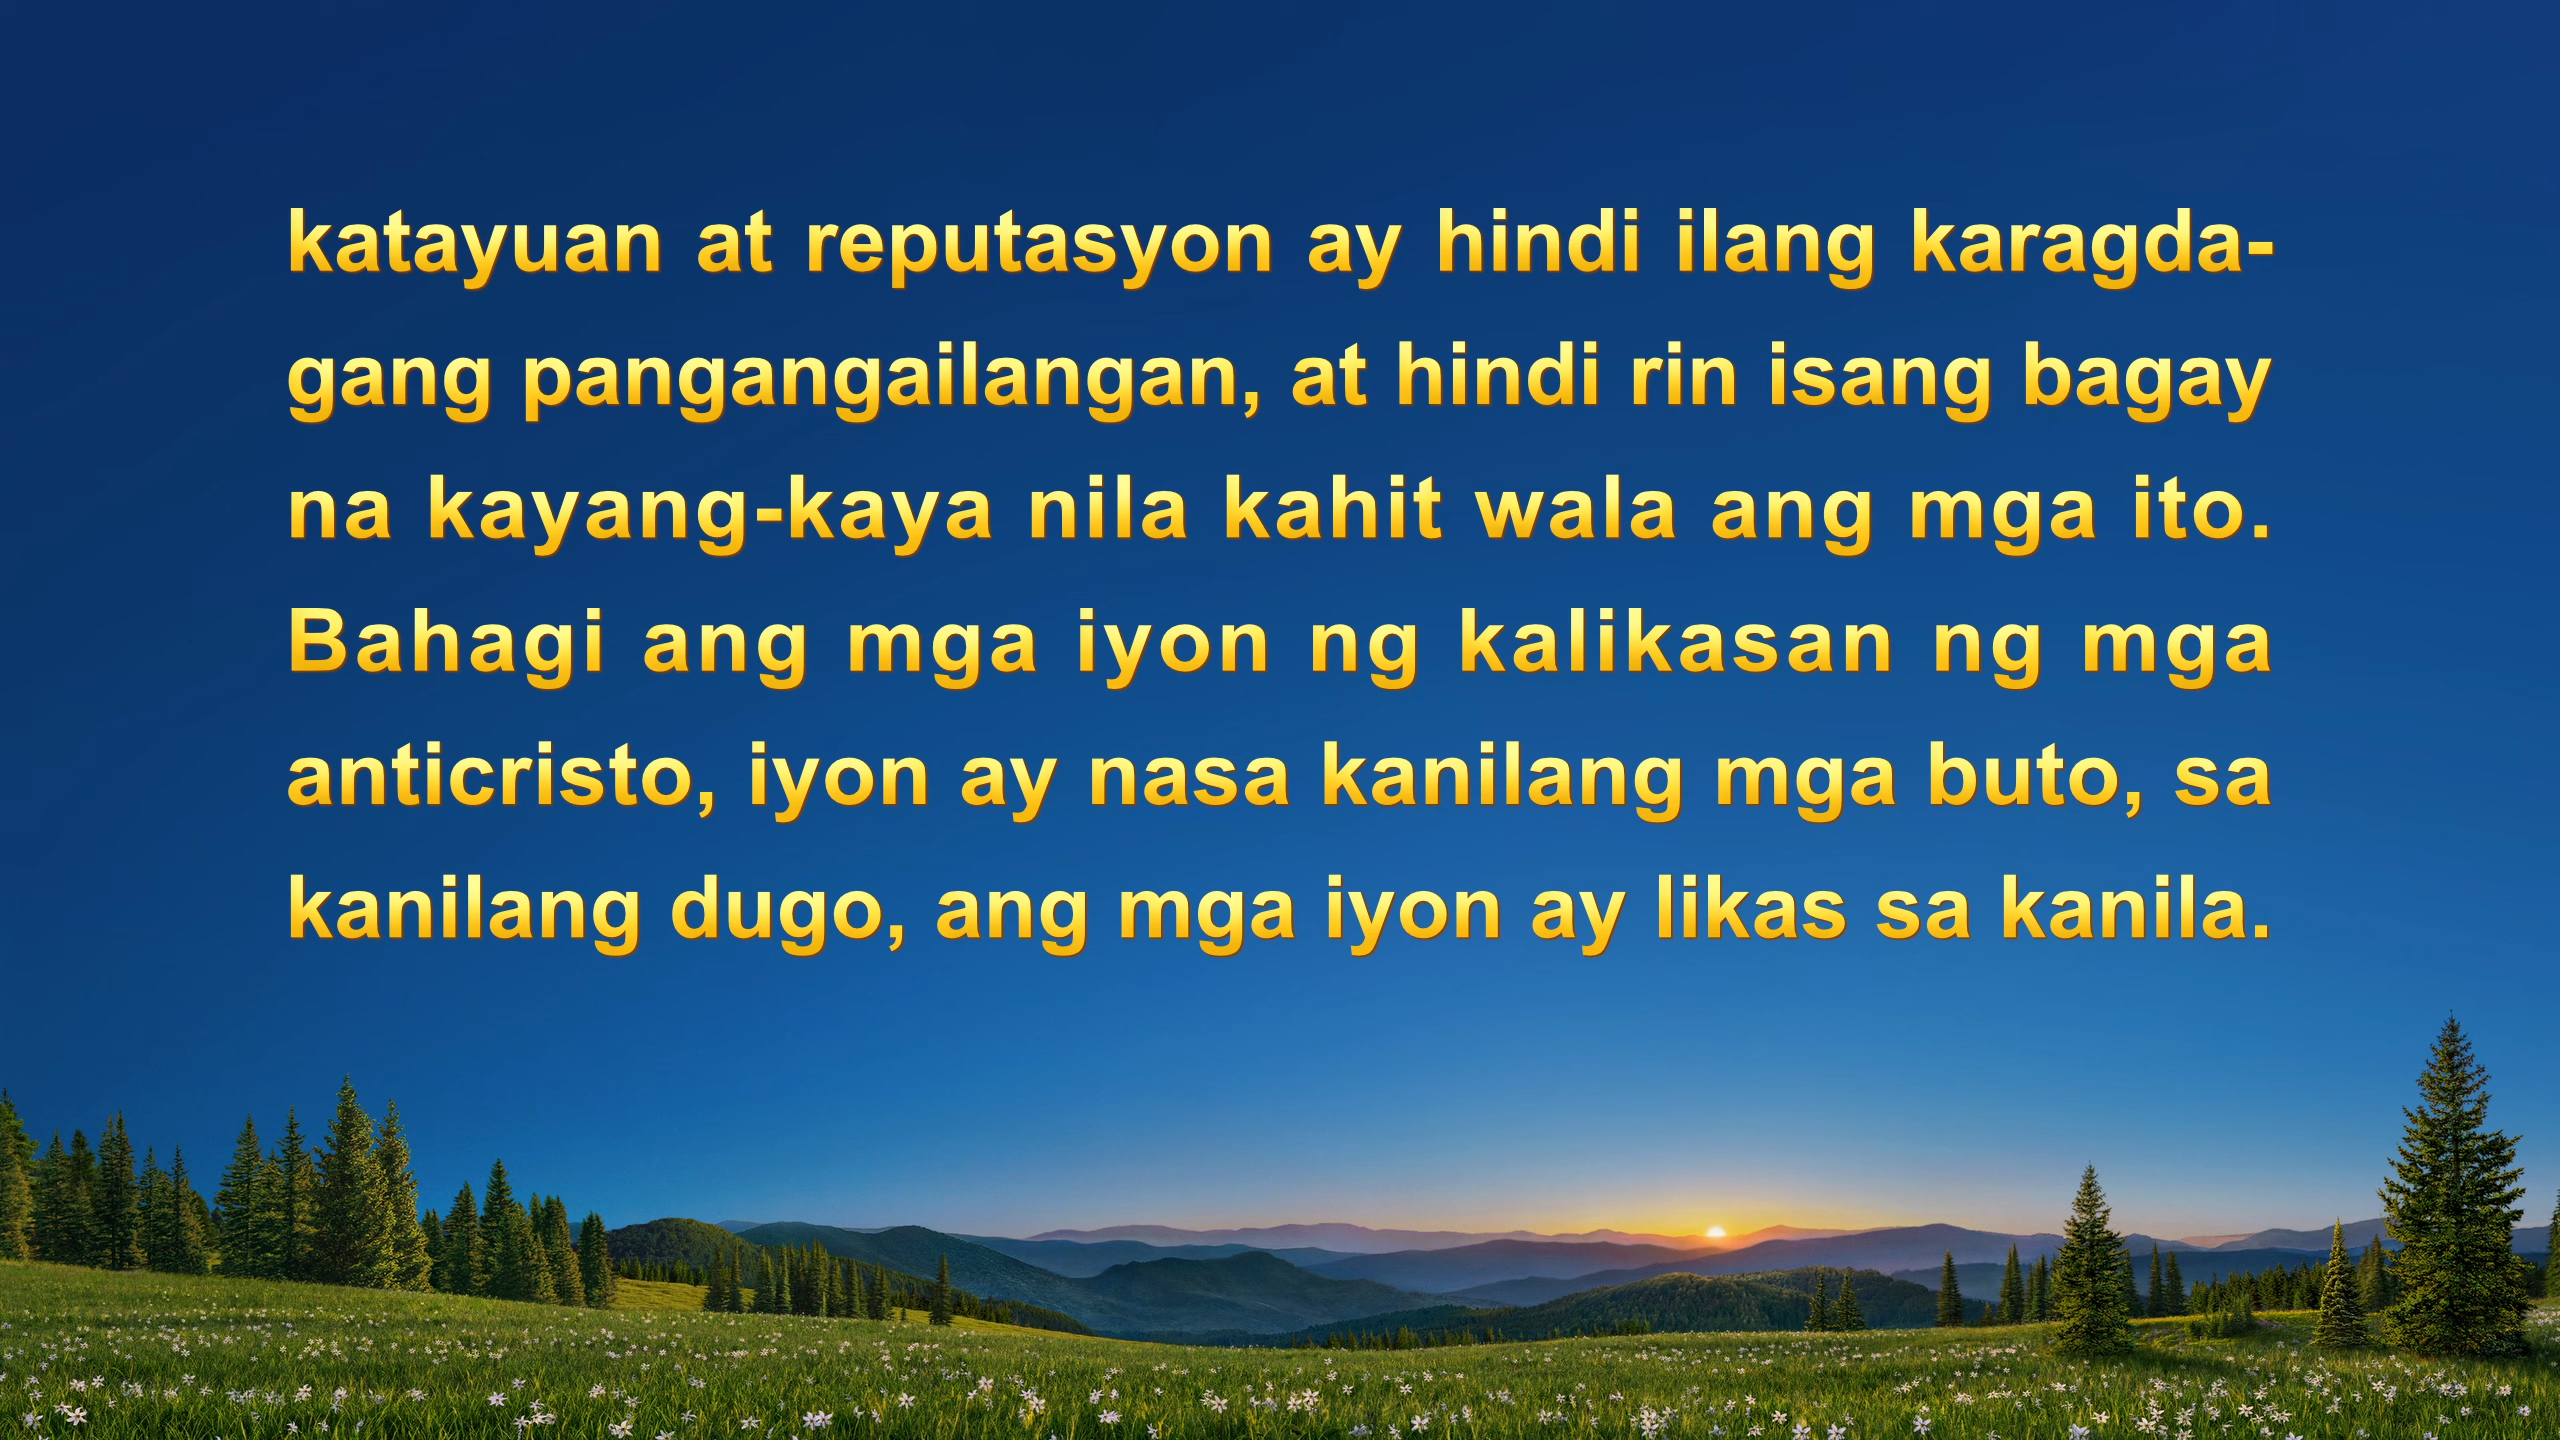 katayuan at reputasyon ay hindi ilang karagda-
gang pangangailangan, at hindi rin isang bagay
na kayang-kaya nila kahit wala ang mga ito.
Bahagi ang mga iyon ng kalikasan ng mga
anticristo, iyon ay nasa kanilang mga buto, sa
kanilang dugo, ang mga iyon ay likas sa kanila.